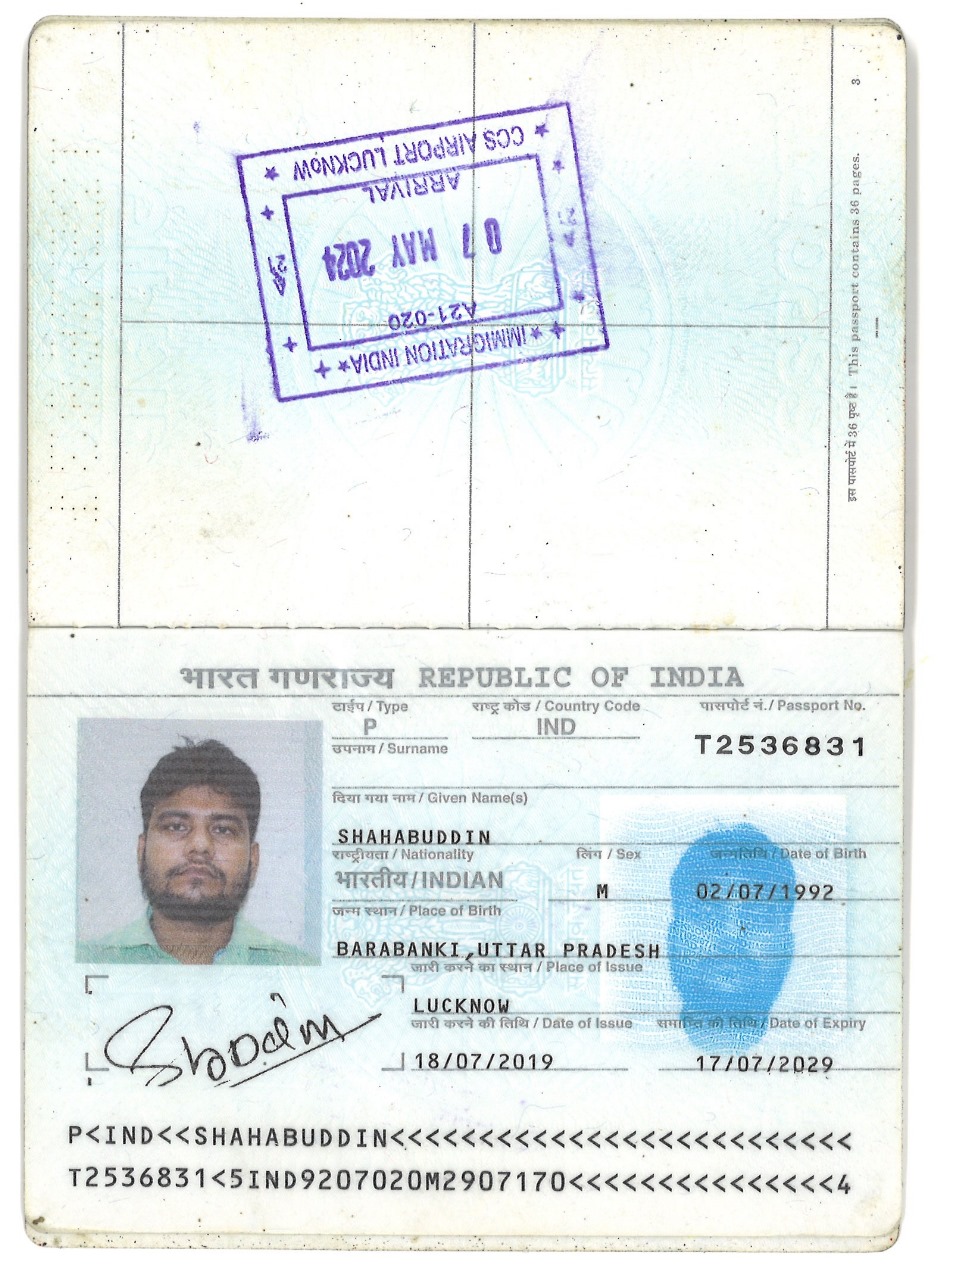 3
इस पासपोर्ट में 36 पृष्ठ है। This passport contains 36 pages.
★ IMMIGRATION INDIA ★★
A21-020
07 MAY 2024
ARRIVAL
★ CCS AIRPORT LUCKNOW ★
A 21
भारत गणराज्य REPUBLIC OF INDIA
टाईप / Type राष्ट्र कोड / Country Code पासपोर्ट नं. / Passport No.
P IND T2536831
उपनाम / Surname
दिया गया नाम / Given Name(s)
SHAHABUDDIN
राष्ट्रीयता / Nationality लिंग / Sex जन्मतिथि / Date of Birth
भारतीय/INDIAN M 02/07/1992
जन्म स्थान / Place of Birth
BARABANKI,UTTAR PRADESH
जारी करने का स्थान / Place of Issue
LUCKNOW
जारी करने की तिथि / Date of Issue समाप्ति की तिथि / Date of Expiry
18/07/2019 17/07/2029
P<IND<<SHAHABUDDIN<<<<<<<<<<<<<<<<<<<<<<<<<<
T2536831<5IND9207020M2907170<<<<<<<<<<<<<<<4